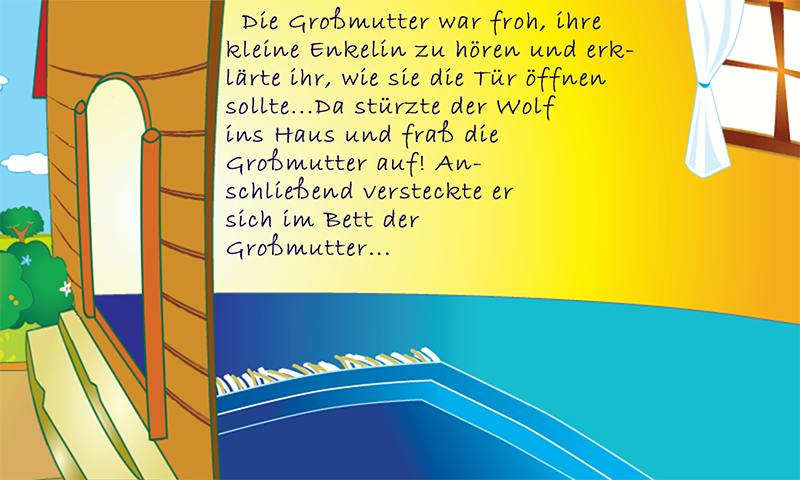 Die Großmutter war froh, ihre
kleine Enkelin zu hören und erk-
lärte ihr, wie sie die Tür öffnen
sollte...Da stürzte der Wolf
ins Haus und fraß die
Großmutter auf! An-
schließend versteckte er
sich im Bett der
Großmutter...